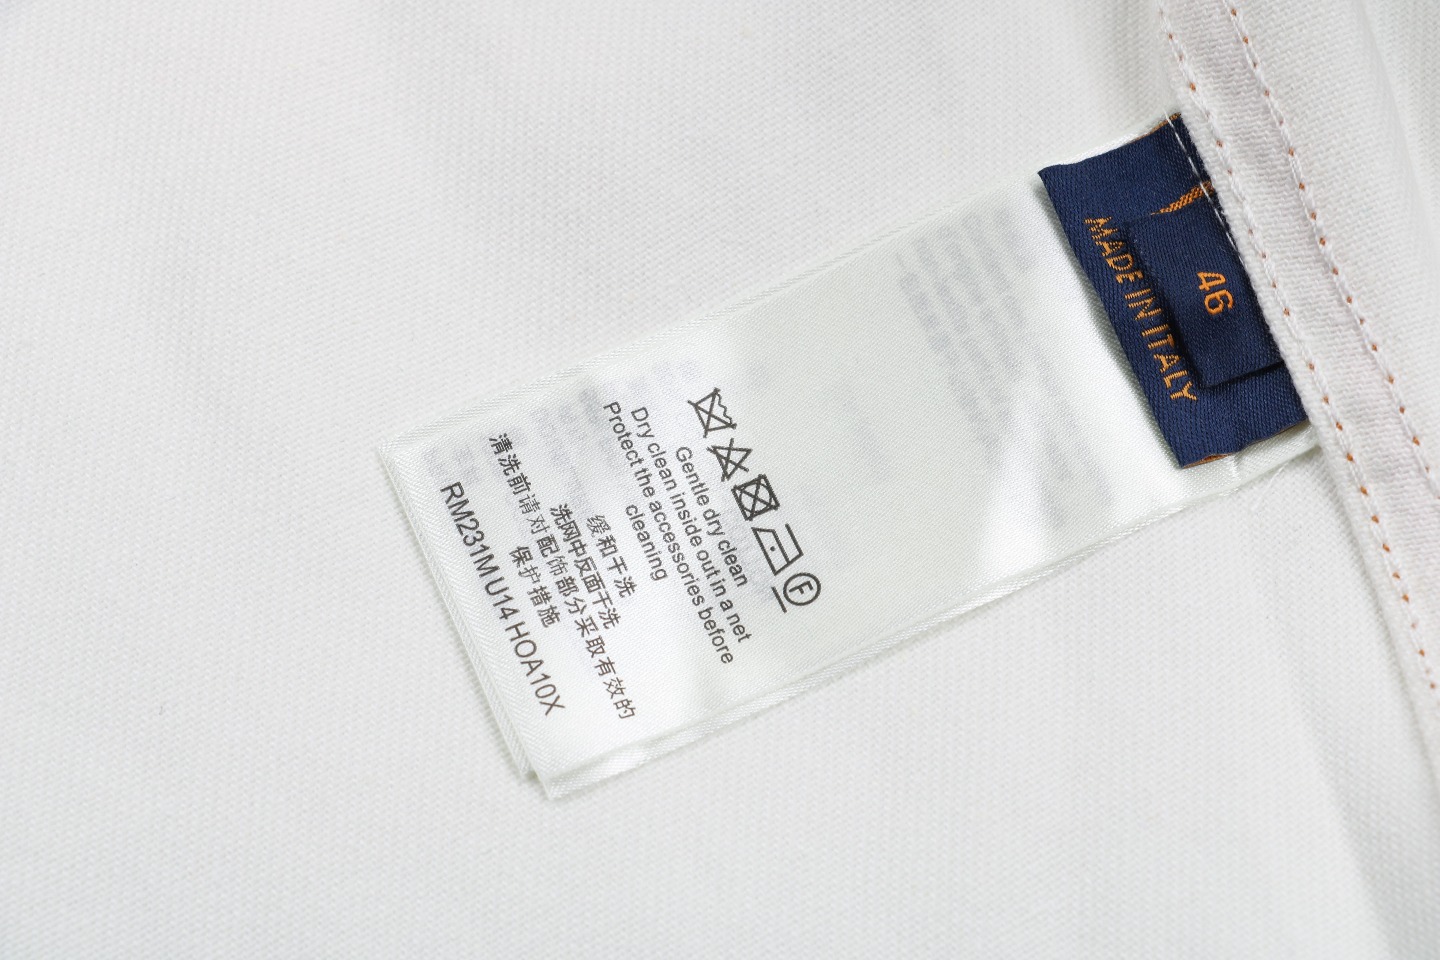 MADE IN ITALY
46
F
Gentle dry clean
Dry clean inside out in a net
Protect the accessories before
cleaning
缓和干洗
洗网中反面干洗
清洗前请对配饰部分采取有效的
保护措施
RM231M U14 HOA10X